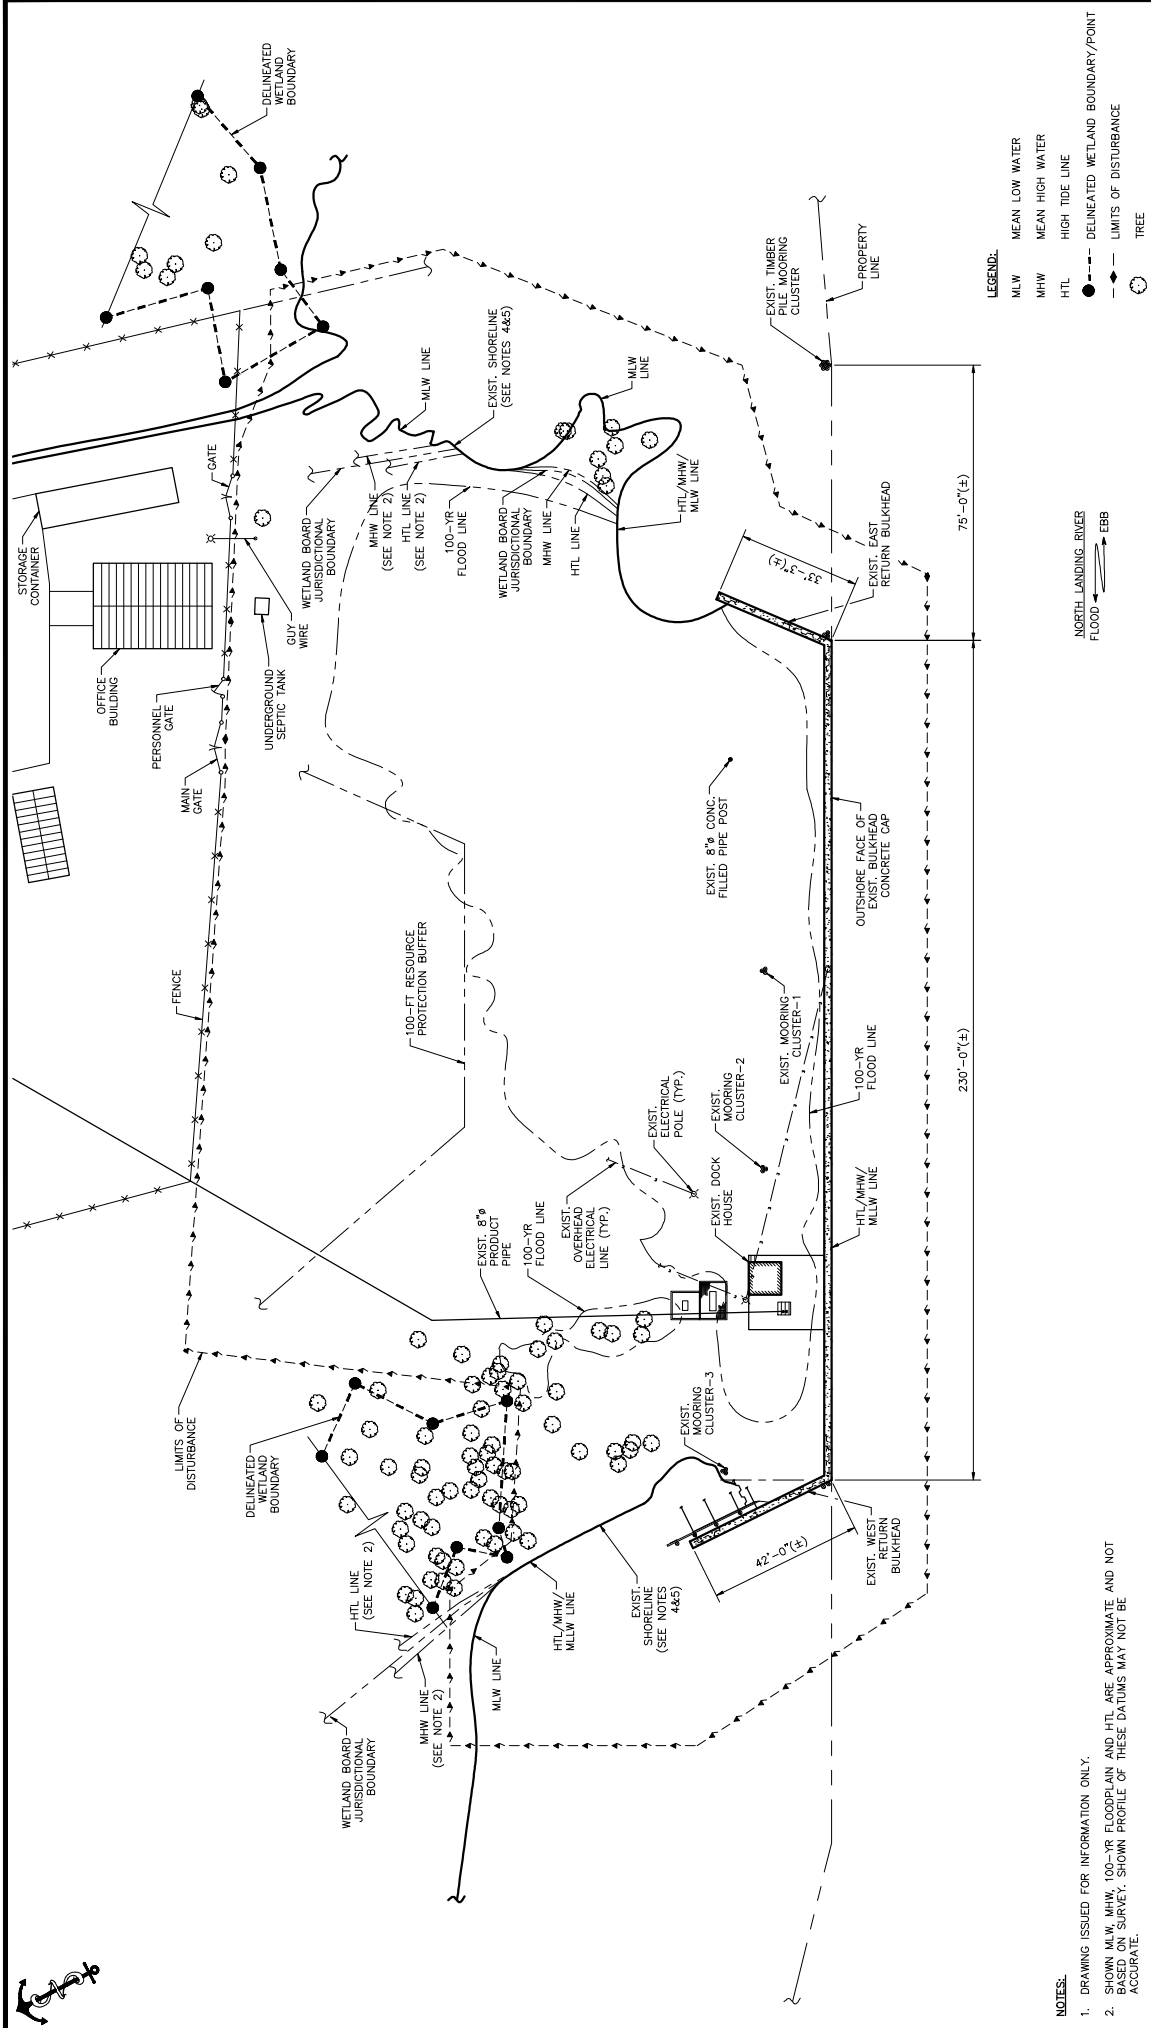 DELINEATED
WETLAND
BOUNDARY
STORAGE
CONTAINER
GATE
OFFICE
BUILDING
GUY
WIRE
PERSONNEL
GATE
MAIN
GATE
UNDERGROUND
SEPTIC TANK
FENCE
WETLAND BOARD
JURISDICTIONAL
BOUNDARY
MHW LINE
(SEE NOTE 2)
HTL LINE
(SEE NOTE 2)
100-YR
FLOOD LINE
MLW LINE
EXIST. SHORELINE
(SEE NOTES 4&5)
WETLAND BOARD
JURISDICTIONAL
BOUNDARY
MHW LINE
HTL LINE
MLW
LINE
HTL/MHW/
MLW LINE
EXIST. TIMBER
PILE MOORING
CLUSTER
PROPERTY
LINE
EXIST. EAST
RETURN BULKHEAD
33'-3"(±)
75'-0"(±)
100-FT RESOURCE
PROTECTION BUFFER
EXIST. 8"ø CONC.
FILLED PIPE POST
OUTSHORE FACE OF
EXIST. BULKHEAD
CONCRETE CAP
EXIST. MOORING
CLUSTER-1
100-YR
FLOOD LINE
230'-0"(±)
EXIST.
ELECTRICAL
POLE (TYP.)
EXIST.
MOORING
CLUSTER-2
EXIST. DOCK
HOUSE
HTL/MHW/
MLLW LINE
EXIST. 8"ø
PRODUCT
PIPE
100-YR
FLOOD LINE
EXIST.
OVERHEAD
ELECTRICAL
LINE (TYP.)
LIMITS OF
DISTURBANCE
DELINEATED
WETLAND
BOUNDARY
EXIST.
MOORING
CLUSTER-3
HTL LINE
(SEE NOTE 2)
WETLAND BOARD
JURISDICTIONAL
BOUNDARY
MHW LINE
(SEE NOTE 2)
MLW LINE
HTL/MHW/
MLLW LINE
EXIST.
SHORELINE
(SEE NOTES
4&5)
42'-0"(±)
EXIST. WEST
RETURN
BULKHEAD
NORTH LANDING RIVER
FLOOD
EBB
LEGEND:
MLW MEAN LOW WATER
MHW MEAN HIGH WATER
HTL HIGH TIDE LINE
DELINEATED WETLAND BOUNDARY/POINT
LIMITS OF DISTURBANCE
TREE
NOTES:
1. DRAWING ISSUED FOR INFORMATION ONLY.
2. SHOWN MLW, MHW, 100-YR FLOODPLAIN AND HTL ARE APPROXIMATE AND NOT
BASED ON SURVEY. SHOWN PROFILE OF THESE DATUMS MAY NOT BE
ACCURATE.